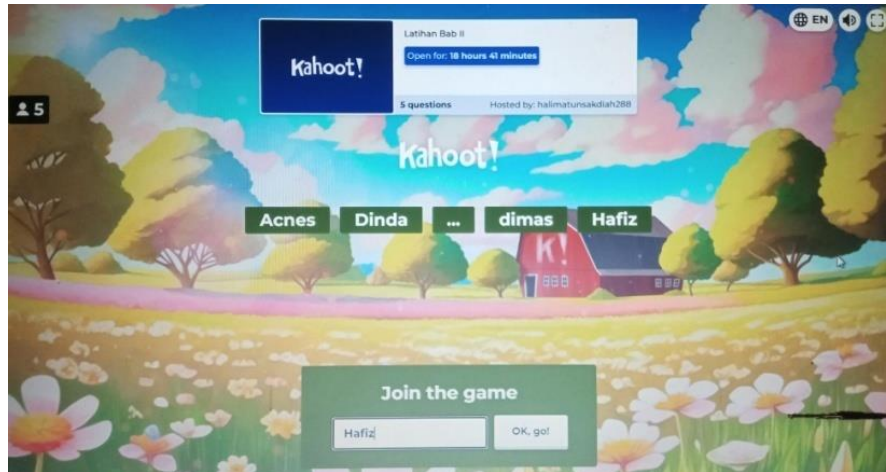 EN
Latihan Bab II
Open for: 18 hours 41 minutes
Kahoot!
5 questions
Hosted by: halimatunsakdiah288
5
Kahoot!
Acnes
Dinda
...
dimas
Hafiz
K!
Join the game
Hafiz
OK, go!